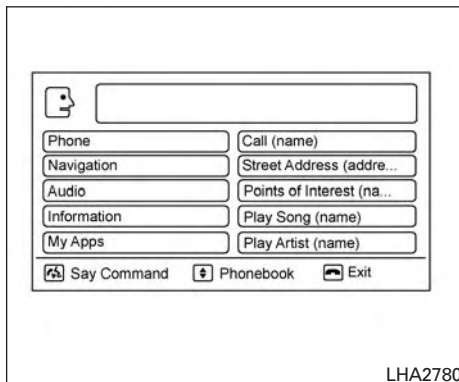 Phone Call (name)
Navigation Street Address (addre...
Audio Points of Interest (na...
Information Play Song (name)
My Apps Play Artist (name)
Say Command Phonebook Exit
LHA2780